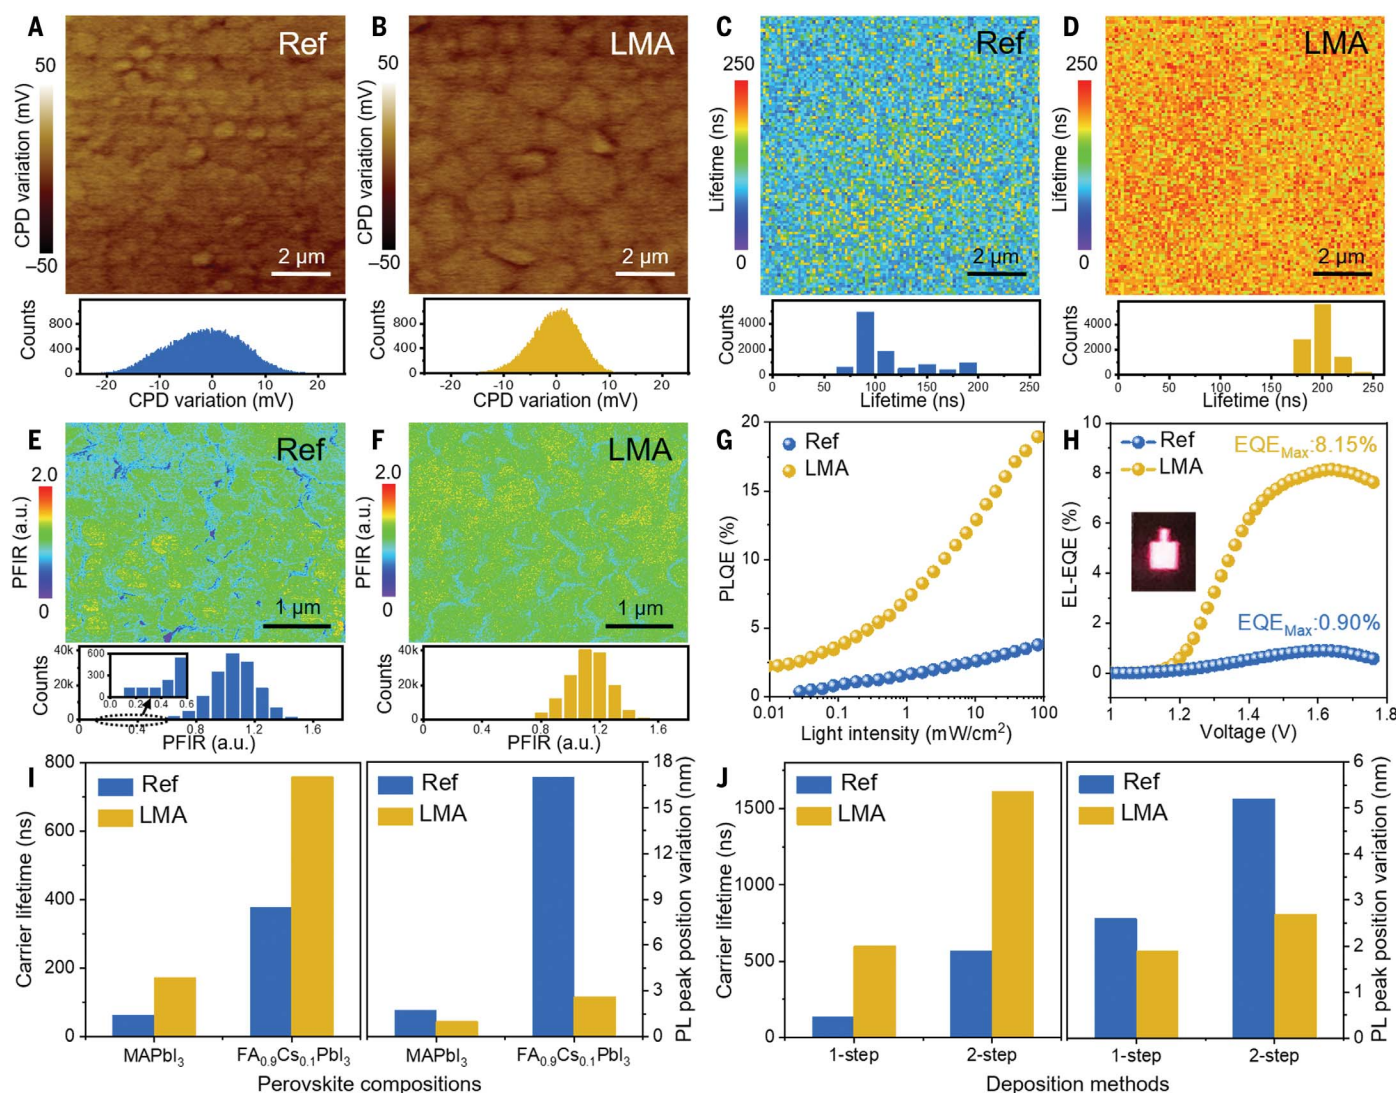 A
Ref
50
CPD variation (mV)
–50
2 μm
Counts
800
400
0
–20
–10
0
10
20
CPD variation (mV)
B
LMA
50
CPD variation (mV)
–50
2 μm
Counts
800
400
0
–20
–10
0
10
20
CPD variation (mV)
C
Ref
250
Lifetime (ns)
0
2 μm
Counts
4000
2000
0
0
50
100
150
200
250
Lifetime (ns)
D
LMA
250
Lifetime (ns)
0
2 μm
Counts
4000
2000
0
0
50
100
150
200
250
Lifetime (ns)
E
Ref
2.0
PFIR (a.u.)
0
1 μm
Counts
40k
20k
0
600
300
0
0.0
0.2
0.4
0.6
0
0.4
0.8
1.2
1.6
PFIR (a.u.)
F
LMA
2.0
PFIR (a.u.)
0
1 μm
Counts
40k
20k
0
0
0.4
0.8
1.2
1.6
PFIR (a.u.)
G
Ref
LMA
PLQE (%)
20
15
10
5
0
0.01
0.1
1
10
100
Light intensity (mW/cm²)
H
Ref
LMA
EQEMax:8.15%
EQEMax:0.90%
EL-EQE (%)
10
8
6
4
2
0
1
1.2
1.4
1.6
1.8
Voltage (V)
I
Ref
LMA
Carrier lifetime (ns)
800
600
400
200
0
MAPbI₃
FA₀.₉Cs₀.₁PbI₃
Ref
LMA
18
15
12
9
6
3
0
PL peak position variation (nm)
MAPbI₃
FA₀.₉Cs₀.₁PbI₃
Perovskite compositions
J
Ref
LMA
Carrier lifetime (ns)
1500
1000
500
0
1-step
2-step
Ref
LMA
6
5
4
3
2
1
0
PL peak position variation (nm)
1-step
2-step
Deposition methods